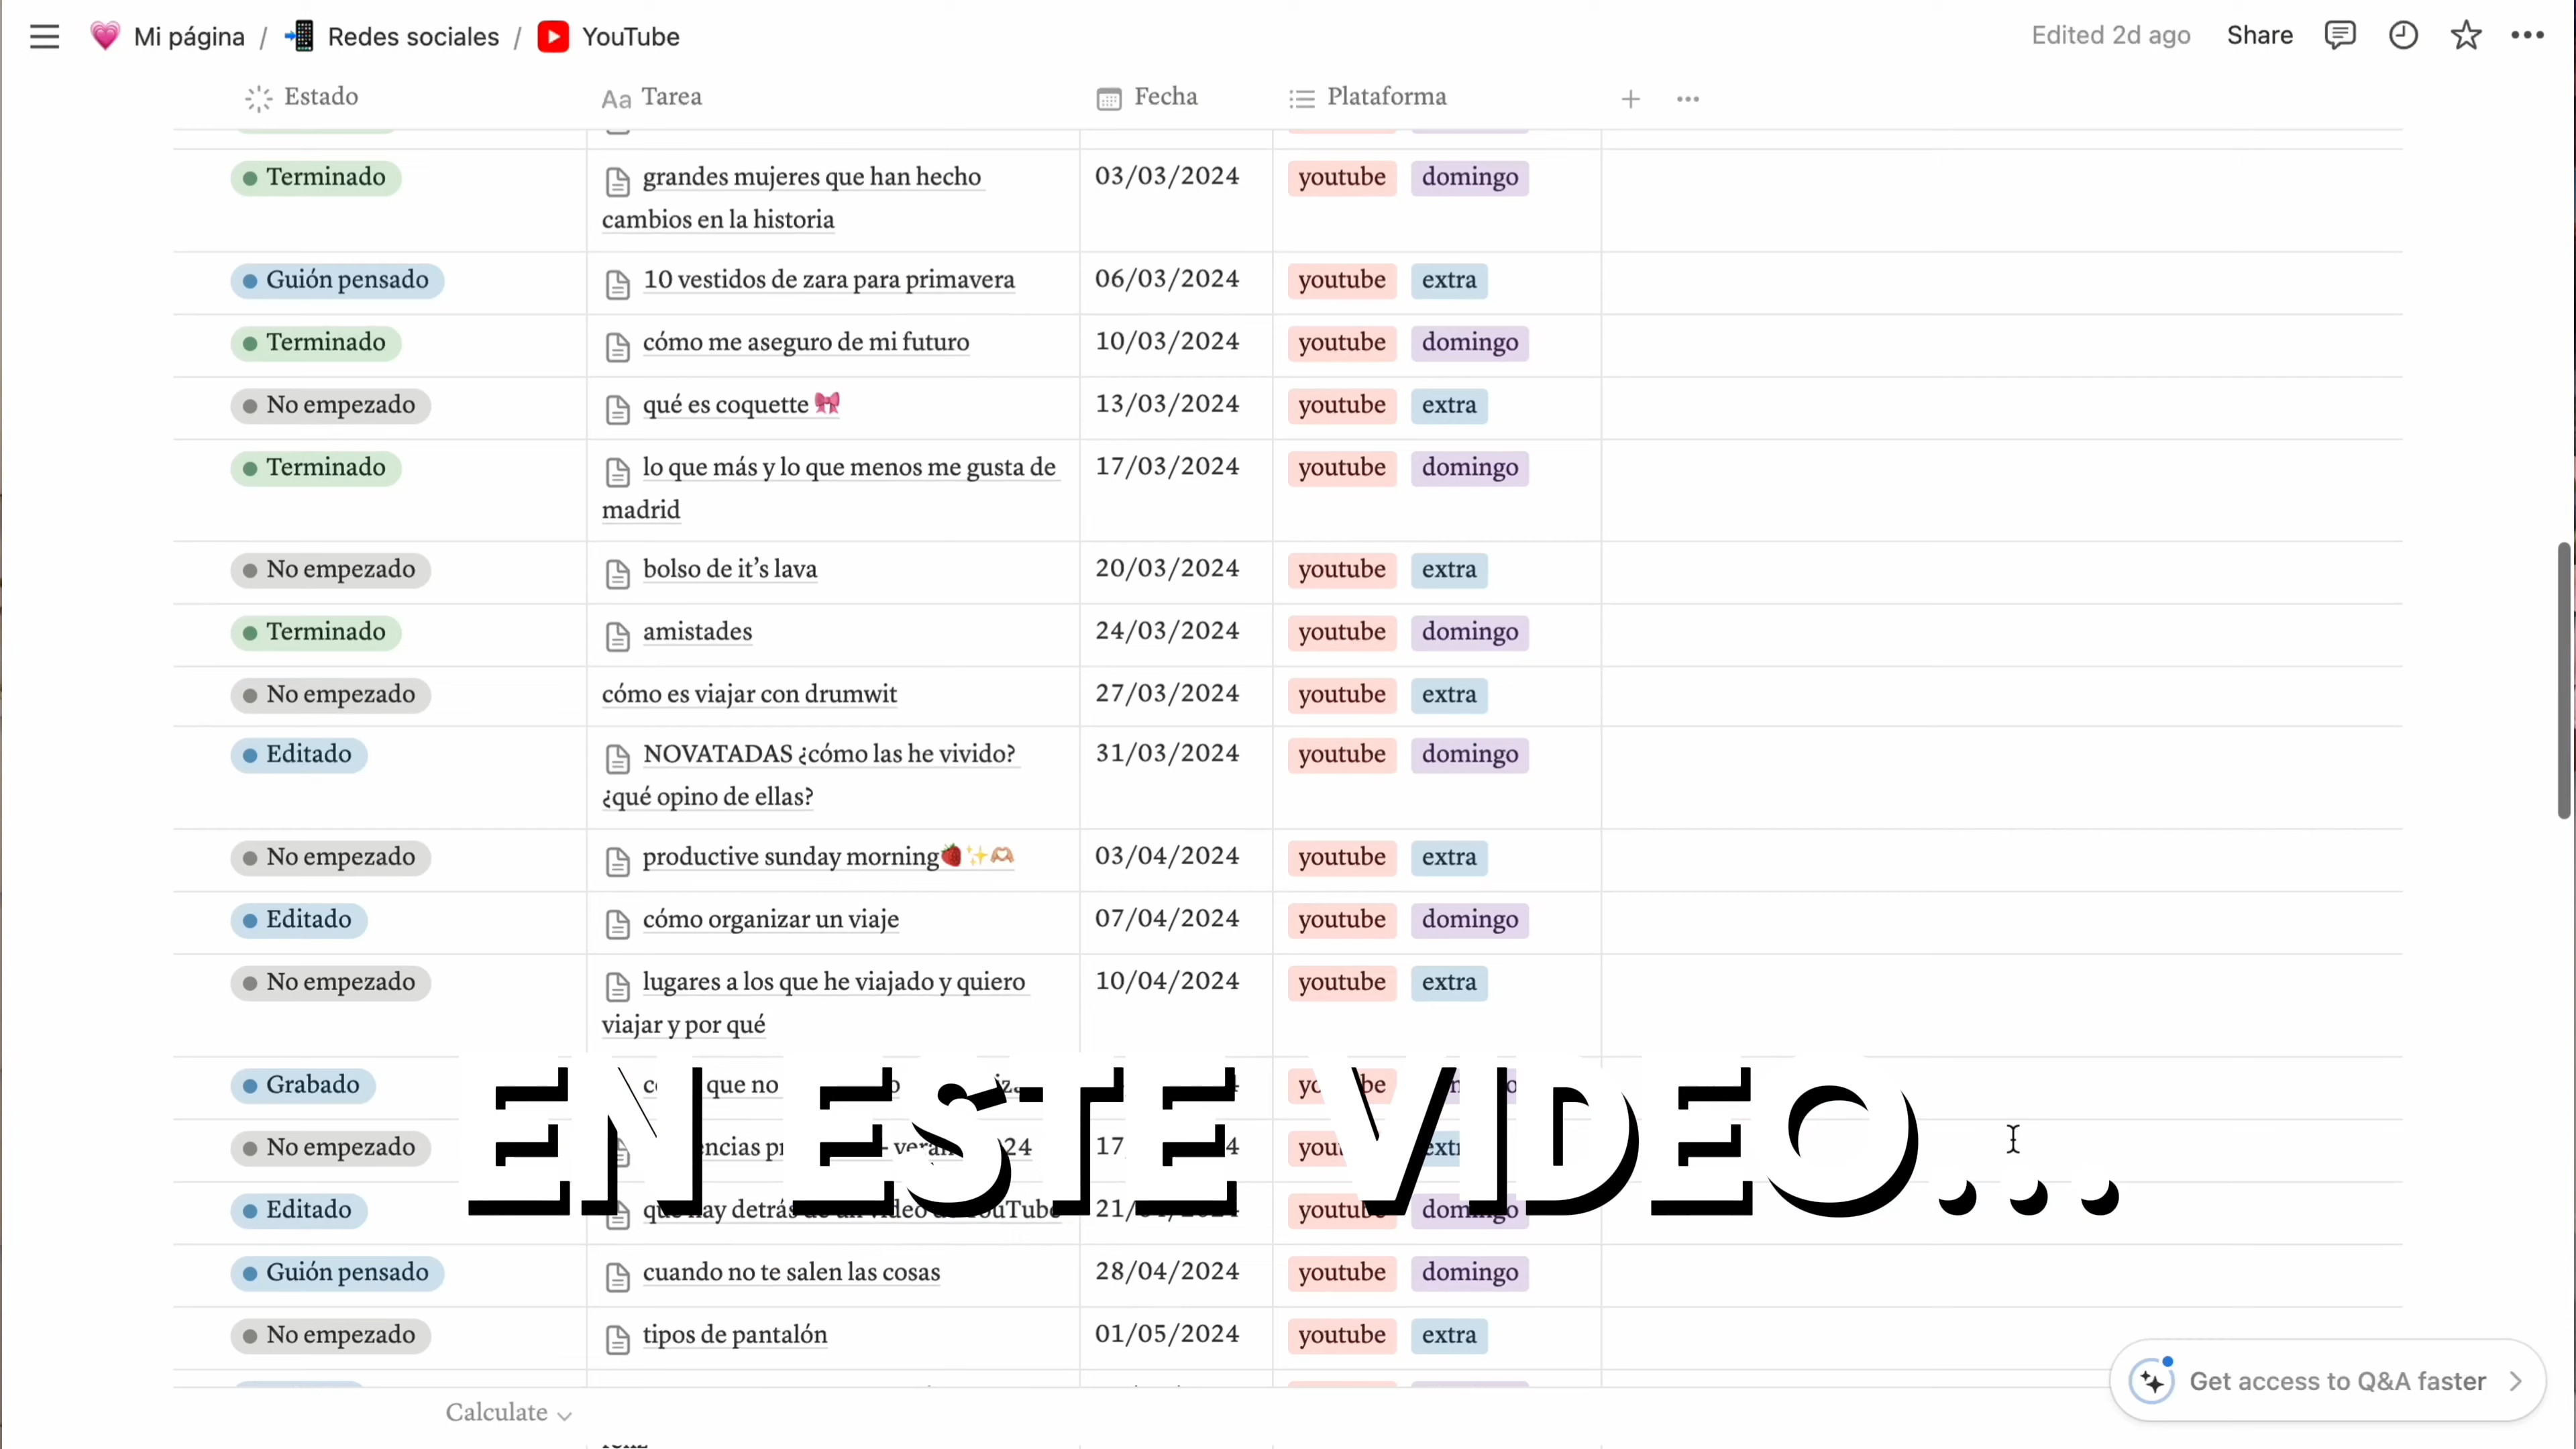 Mi página / Redes sociales / YouTube
Edited 2d ago Share
Estado Aa Tarea Fecha Plataforma
Terminado grandes mujeres que han hecho 03/03/2024 youtube domingo
cambios en la historia
Guión pensado 10 vestidos de zara para primavera 06/03/2024 youtube extra
Terminado cómo me aseguro de mi futuro 10/03/2024 youtube domingo
No empezado qué es coquette 🎀 13/03/2024 youtube extra
Terminado lo que más y lo que menos me gusta de 17/03/2024 youtube domingo
madrid
No empezado bolso de it’s lava 20/03/2024 youtube extra
Terminado amistades 24/03/2024 youtube domingo
No empezado cómo es viajar con drumwit 27/03/2024 youtube extra
Editado NOVATADAS ¿cómo las he vivido? 31/03/2024 youtube domingo
¿qué opino de ellas?
No empezado productive sunday morning🍓✨🫶🏼 03/04/2024 youtube extra
Editado cómo organizar un viaje 07/04/2024 youtube domingo
No empezado lugares a los que he viajado y quiero 10/04/2024 youtube extra
viajar y por qué
Grabado que no
No empezado
EN ESTE VIDEO...
Editado
Guión pensado cuando no te salen las cosas 28/04/2024 youtube domingo
No empezado tipos de pantalón 01/05/2024 youtube extra
Get access to Q&A faster
Calculate